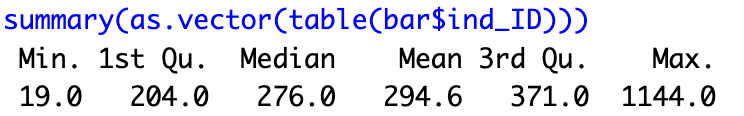 summary(as.vector(table(bar$ind_ID)))
Min. 1st Qu. Median Mean 3rd Qu. Max.
19.0 204.0 276.0 294.6 371.0 1144.0